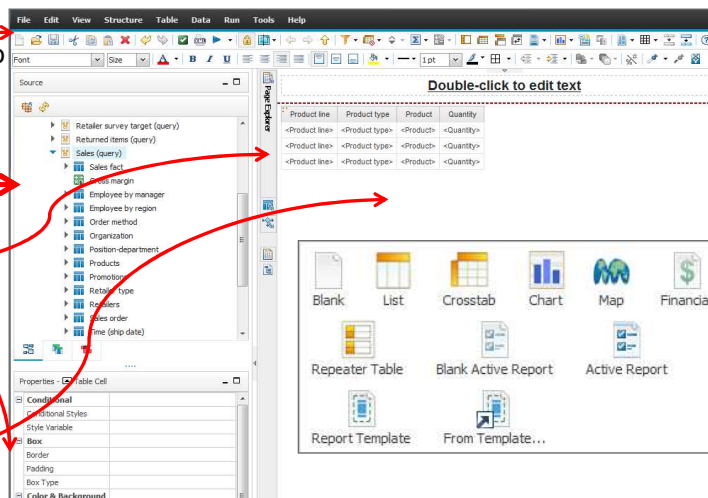 File Edit View Structure Table Data Run Tools Help
Font Size A B I U 1 pt
Source
Double-click to edit text
Page Explorer
Product line Product type Product Quantity
<Product line> <Product type> <Product> <Quantity>
<Product line> <Product type> <Product> <Quantity>
<Product line> <Product type> <Product> <Quantity>
Retailer survey target (query)
Returned items (query)
Sales (query)
Sales fact
Gross margin
Employee by manager
Employee by region
Order method
Organization
Position-department
Products
Promotions
Retailer type
Retailers
Sales order
Time (ship date)
Blank List Crosstab Chart Map Financia
Repeater Table Blank Active Report Active Report
Report Template From Template...
Properties - Table Cell
Conditional
Conditional Styles
Style Variable
Box
Border
Padding
Box Type
Color & Background